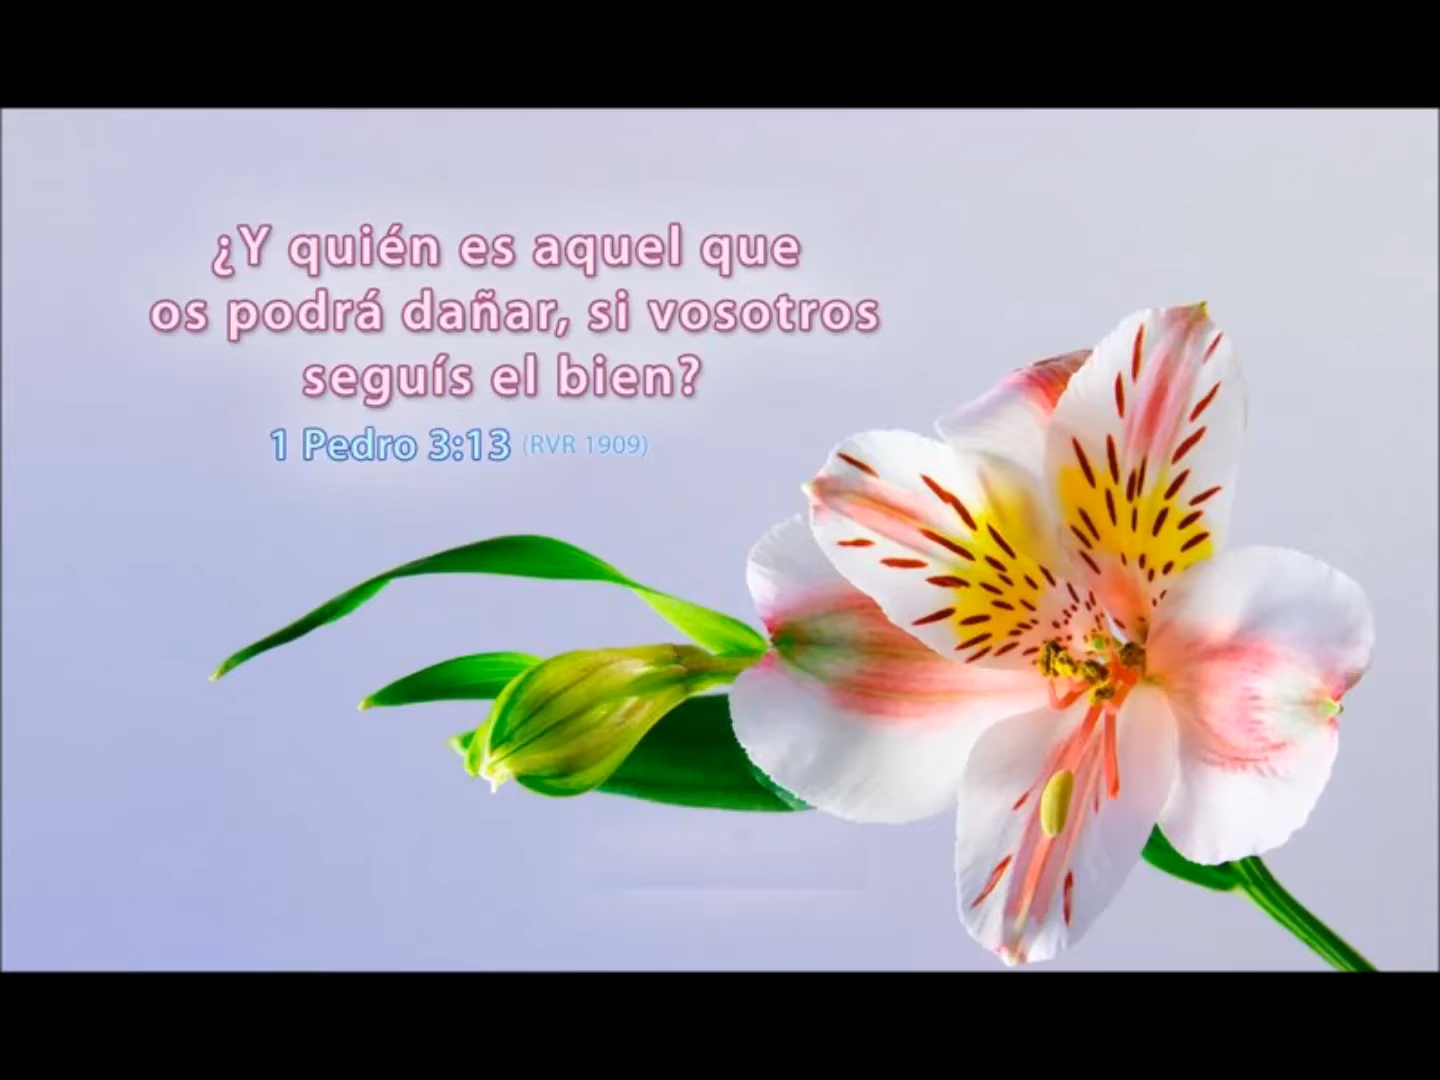 ¿Y quién es aquel que
os podrá dañar, si vosotros
seguís el bien?
1 Pedro 3:13 (RVR 1909)